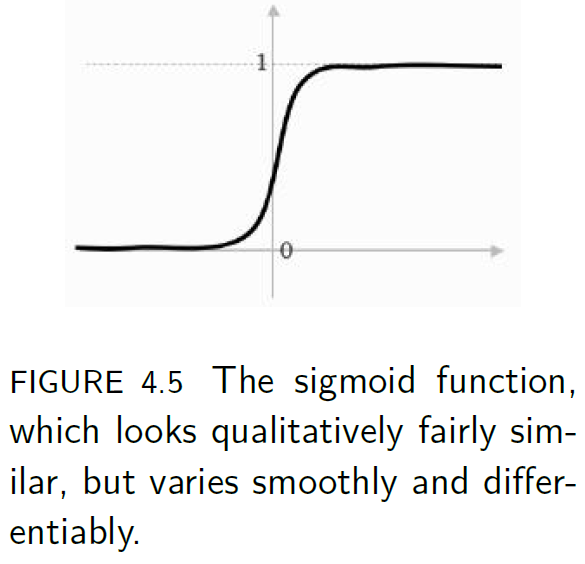 1
0
FIGURE 4.5 The sigmoid function,
which looks qualitatively fairly sim-
ilar, but varies smoothly and differ-
entiably.